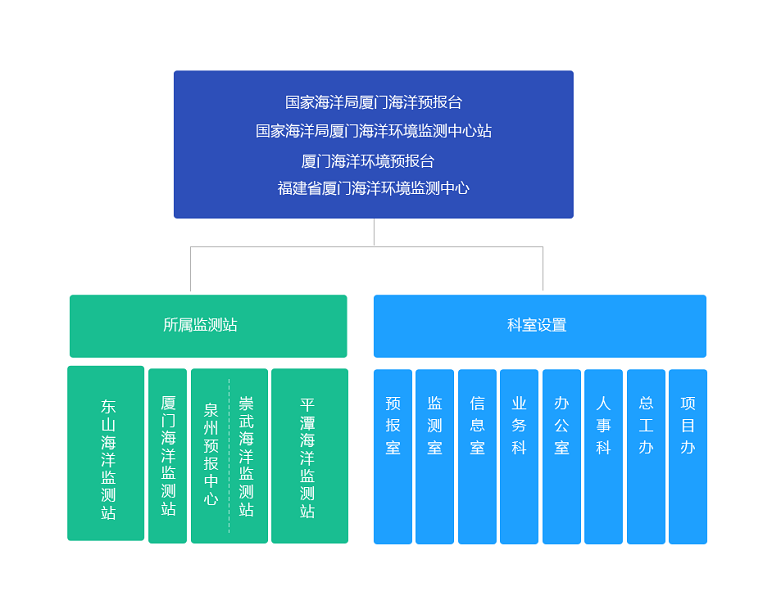 国家海洋局厦门海洋预报台
国家海洋局厦门海洋环境监测中心站
厦门海洋环境预报台
福建省厦门海洋环境监测中心
所属监测站
科室设置
东山海洋监测站
厦门海洋监测站
泉州预报中心
崇武海洋监测站
平潭海洋监测站
预报室
监测室
信息室
业务科
办公室
人事科
总工办
项目办